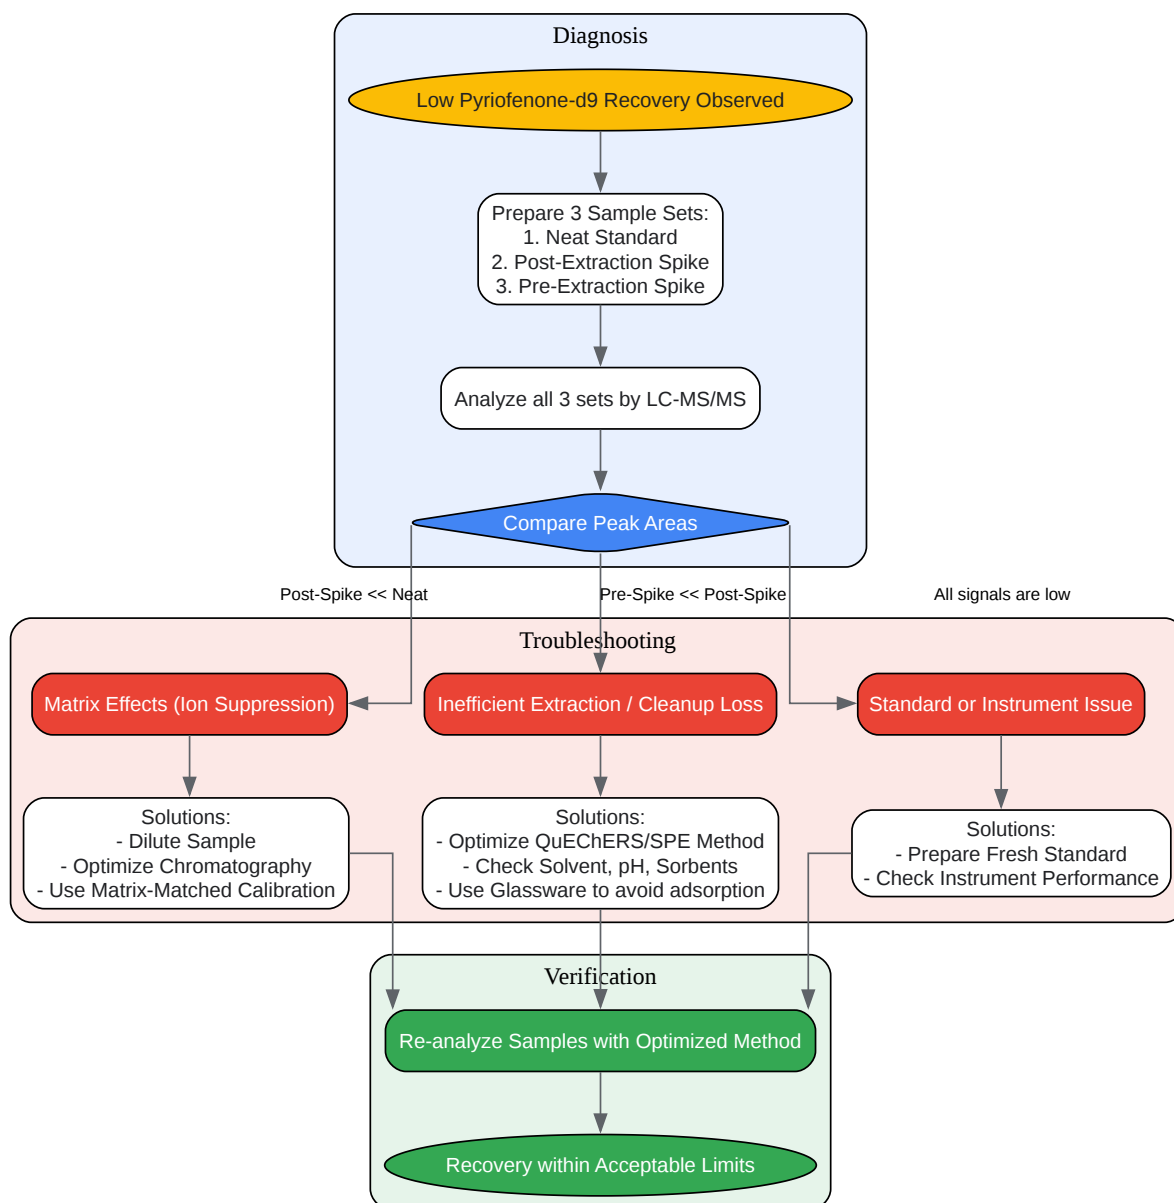 Diagnosis
Low Pyriofenone-d9 Recovery Observed
Prepare 3 Sample Sets:
1. Neat Standard
2. Post-Extraction Spike
3. Pre-Extraction Spike
Analyze all 3 sets by LC-MS/MS
Compare Peak Areas
Post-Spike << Neat
Pre-Spike << Post-Spike
All signals are low
Troubleshooting
Matrix Effects (Ion Suppression)
Inefficient Extraction / Cleanup Loss
Standard or Instrument Issue
Solutions:
- Dilute Sample
- Optimize Chromatography
- Use Matrix-Matched Calibration
Solutions:
- Optimize QuEChERS/SPE Method
- Check Solvent, pH, Sorbents
- Use Glassware to avoid adsorption
Solutions:
- Prepare Fresh Standard
- Check Instrument Performance
Verification
Re-analyze Samples with Optimized Method
Recovery within Acceptable Limits